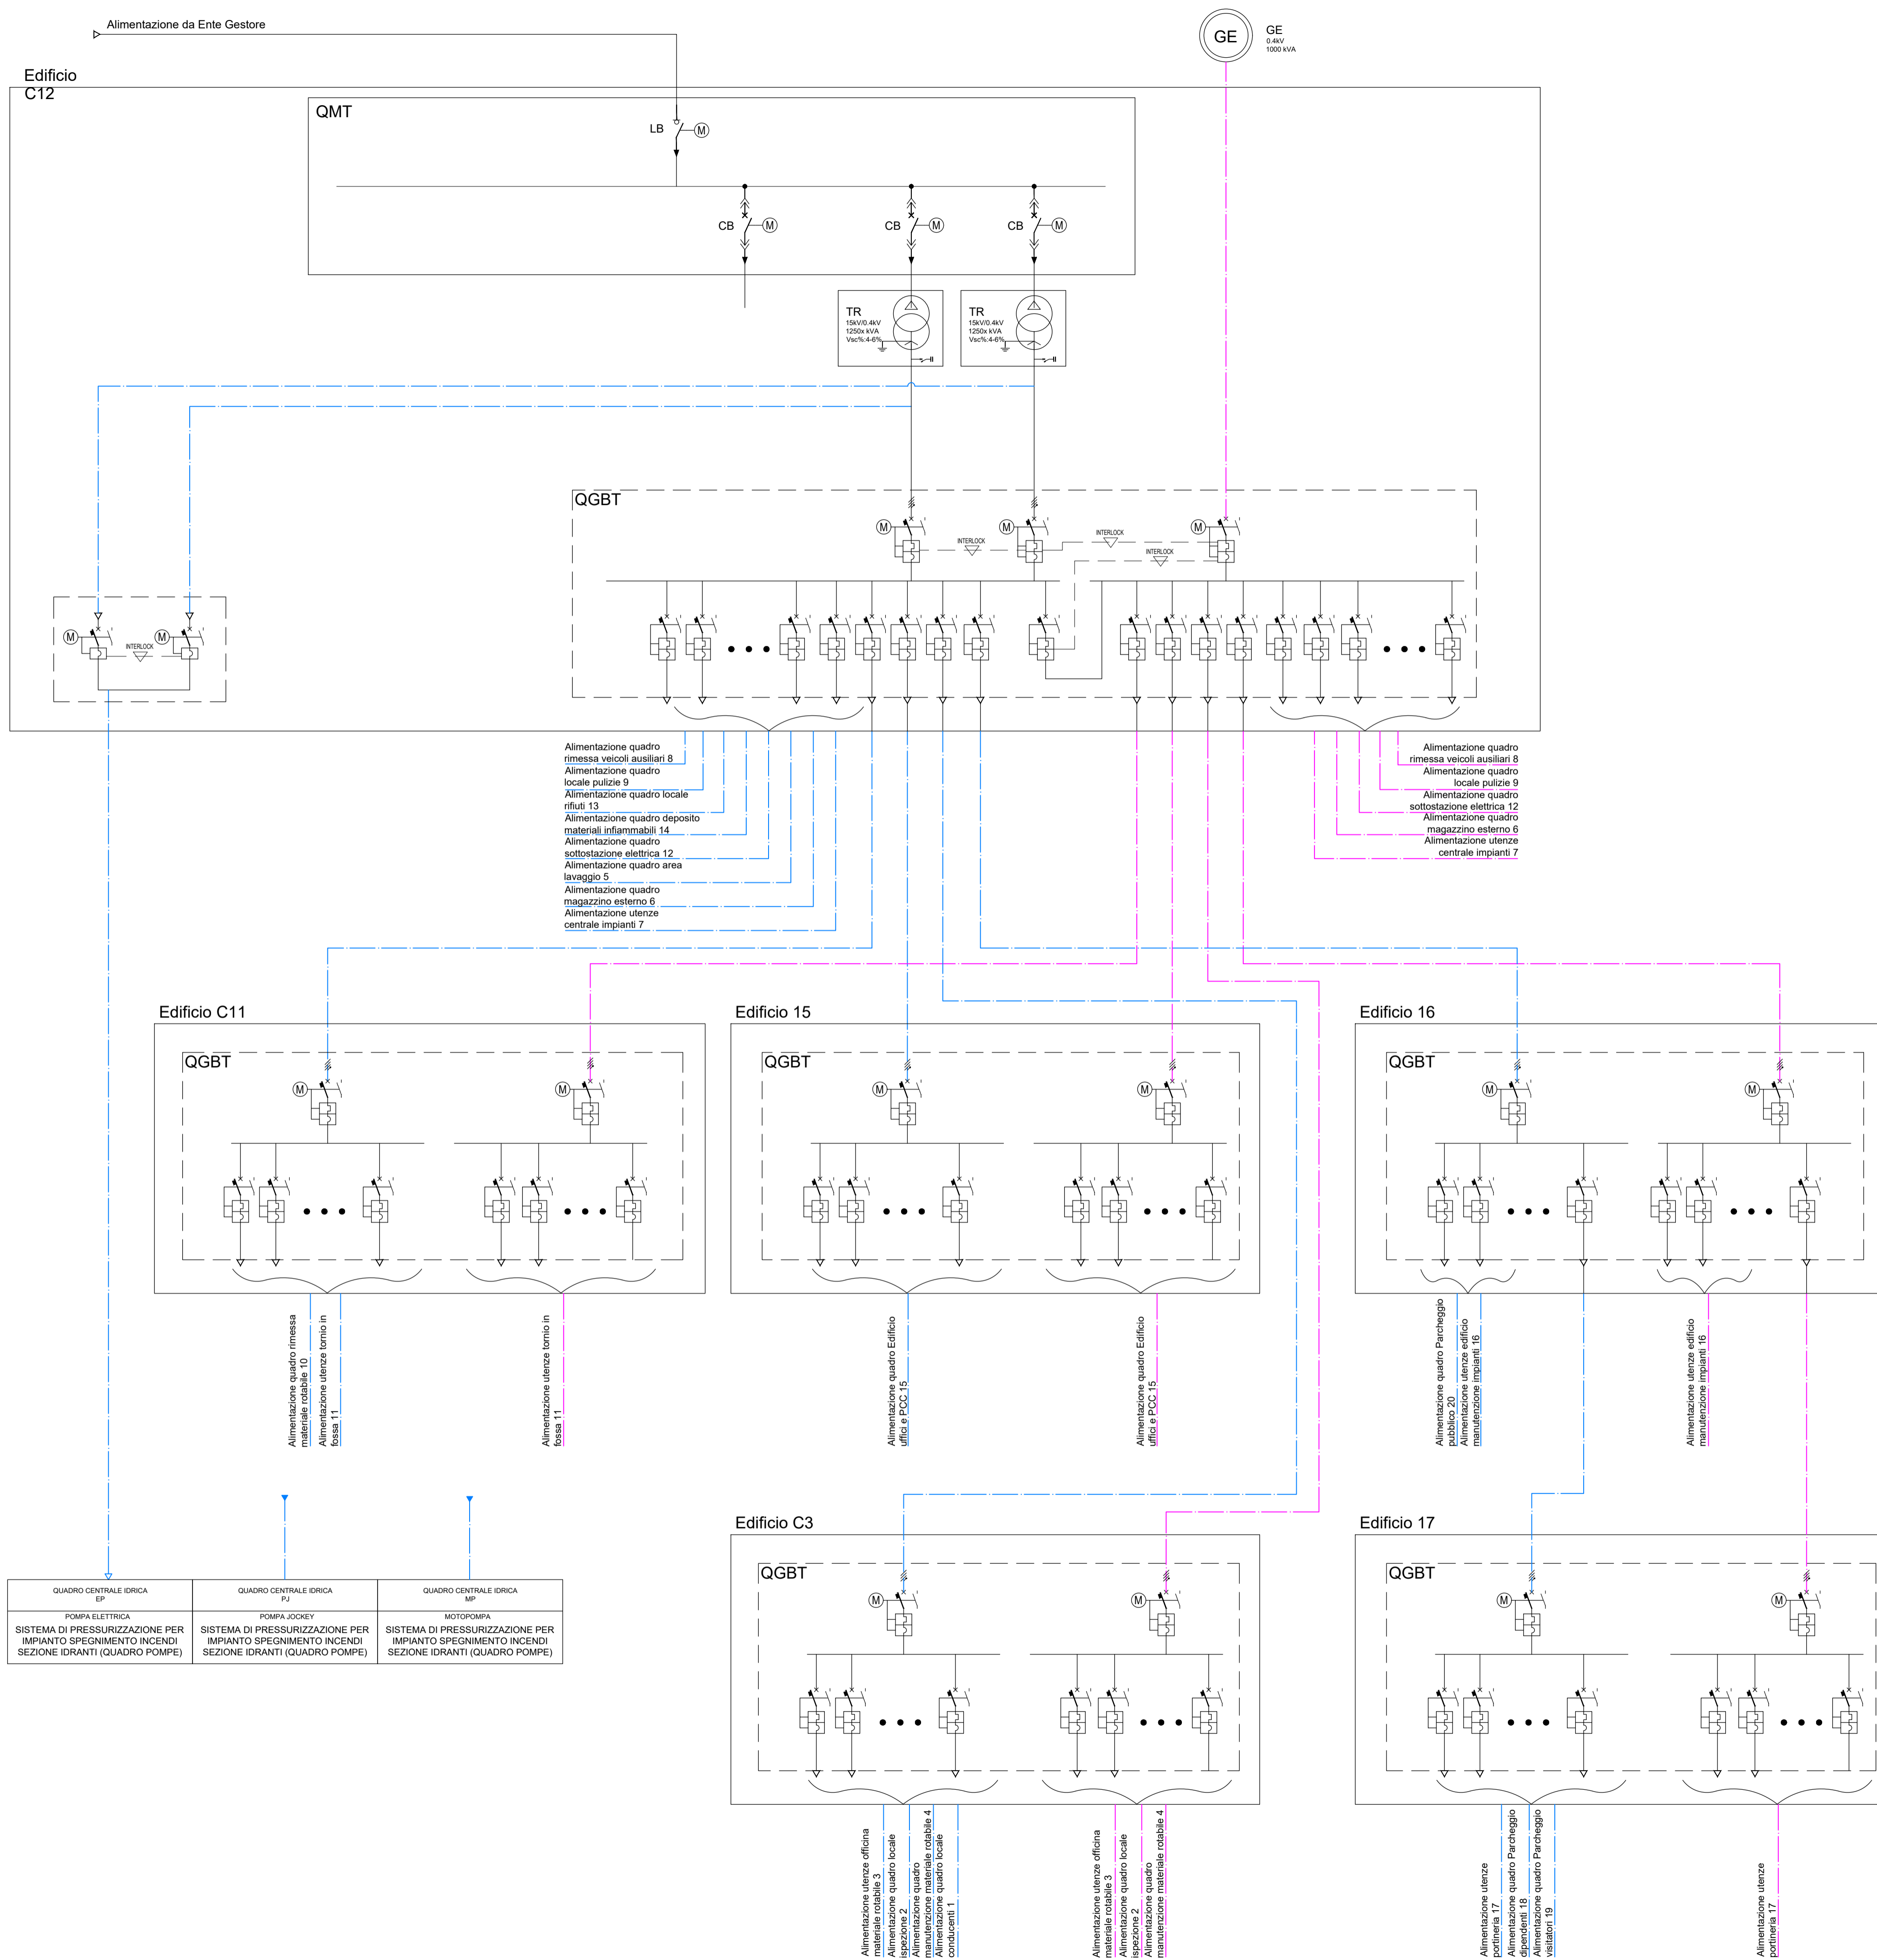 Alimentazione da Ente Gestore
GE
GE
0.4kV
1000 kVA
Edificio
C12
QMT
LB
M
CB
M
CB
M
CB
M
TR
15kV/0.4kV
1250x kVA
Vsc%:4-6%
TR
15kV/0.4kV
1250x kVA
Vsc%:4-6%
QGBT
M
M
M
INTERLOCK
INTERLOCK
INTERLOCK
M
M
INTERLOCK
Alimentazione quadro
rimessa veicoli ausiliari 8
Alimentazione quadro
locale pulizie 9
Alimentazione quadro locale
rifiuti 13
Alimentazione quadro deposito
materiali infiammabili 14
Alimentazione quadro
sottostazione elettrica 12
Alimentazione quadro area
lavaggio 5
Alimentazione quadro
magazzino esterno 6
Alimentazione utenze
centrale impianti 7
Alimentazione quadro
rimessa veicoli ausiliari 8
Alimentazione quadro
locale pulizie 9
Alimentazione quadro
sottostazione elettrica 12
Alimentazione quadro
magazzino esterno 6
Alimentazione utenze
centrale impianti 7
Edificio C11
QGBT
M
M
Alimentazione quadro rimessa
materiale rotabile 10
Alimentazione utenze tornio in
fossa 11
Alimentazione utenze tornio in
fossa 11
Edificio 15
QGBT
M
M
Alimentazione quadro Edificio
uffici e PCC 15
Alimentazione quadro Edificio
uffici e PCC 15
Edificio 16
QGBT
M
M
Alimentazione quadro Parcheggio
pubblico 20
Alimentazione utenze edificio
manutenzione impianti 16
Alimentazione utenze edificio
manutenzione impianti 16
QUADRO CENTRALE IDRICA
EP
POMPA ELETTRICA
SISTEMA DI PRESSURIZZAZIONE PER
IMPIANTO SPEGNIMENTO INCENDI
SEZIONE IDRANTI (QUADRO POMPE)
QUADRO CENTRALE IDRICA
PJ
POMPA JOCKEY
SISTEMA DI PRESSURIZZAZIONE PER
IMPIANTO SPEGNIMENTO INCENDI
SEZIONE IDRANTI (QUADRO POMPE)
QUADRO CENTRALE IDRICA
MP
MOTOPOMPA
SISTEMA DI PRESSURIZZAZIONE PER
IMPIANTO SPEGNIMENTO INCENDI
SEZIONE IDRANTI (QUADRO POMPE)
Edificio C3
QGBT
M
M
Alimentazione utenze officina
materiale rotabile 3
Alimentazione quadro locale
ispezione 2
Alimentazione quadro
manutenzione materiale rotabile 4
Alimentazione quadro locale
conducenti 1
Alimentazione utenze officina
materiale rotabile 3
Alimentazione quadro locale
ispezione 2
Alimentazione quadro
manutenzione materiale rotabile 4
Edificio 17
QGBT
M
M
Alimentazione utenze
portineria 17
Alimentazione quadro Parcheggio
dipendenti 18
Alimentazione quadro Parcheggio
visitatori 19
Alimentazione utenze
portineria 17